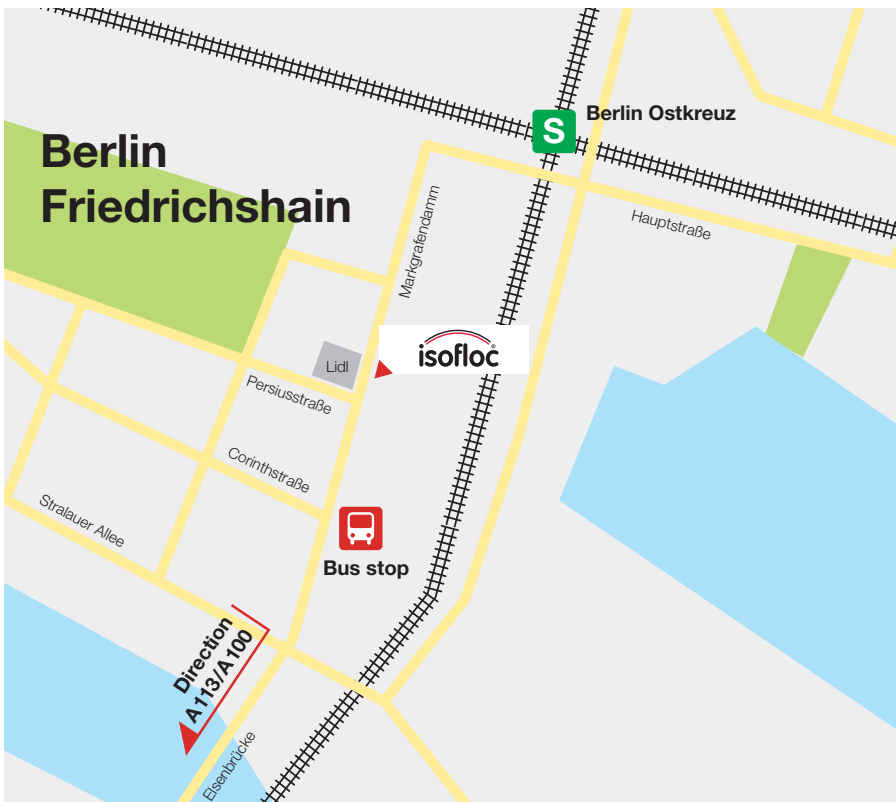 Berlin Ostkreuz
S
Berlin
Friedrichshain
Hauptstraße
Markgrafendamm
isofloc®
Lidl
Persiusstraße
Corinthstraße
Stralauer Allee
Bus stop
Direction
A113/A100
Elsenbrücke